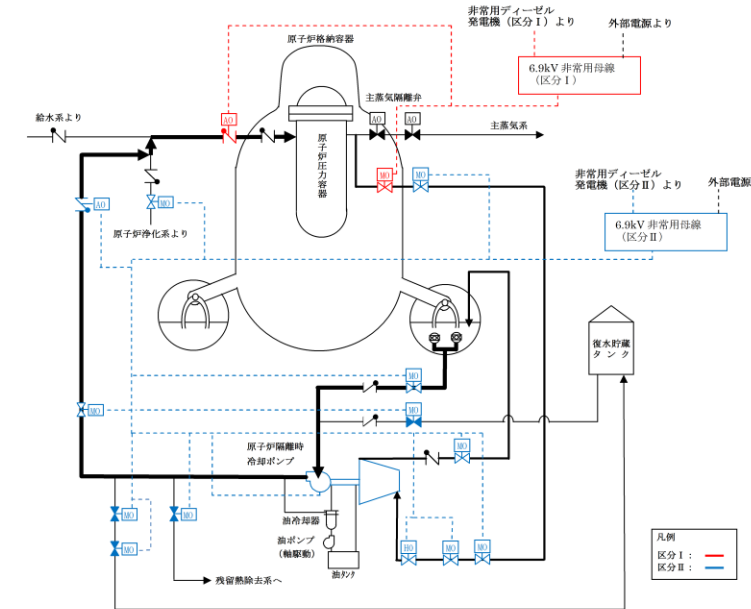 非常用ディーゼル
発電機（区分Ⅰ）より
外部電源より
原子炉格納容器
6.9kV 非常用母線
（区分Ⅰ）
主蒸気隔離弁
給水系より
AO
AO
AO
主蒸気系
原子炉圧力容器
MO
MO
非常用ディーゼル
発電機（区分Ⅱ）より
外部電源
AO
MO
6.9kV 非常用母線
（区分Ⅱ）
原子炉浄化系より
復水貯蔵
タンク
MO
MO
MO
原子炉隔離時
冷却ポンプ
MO
MO
MO
油冷却器
油ポンプ
（軸駆動）
油タンク
HO
MO
MO
MO
残留熱除去系へ
凡例
区分Ⅰ：
区分Ⅱ：